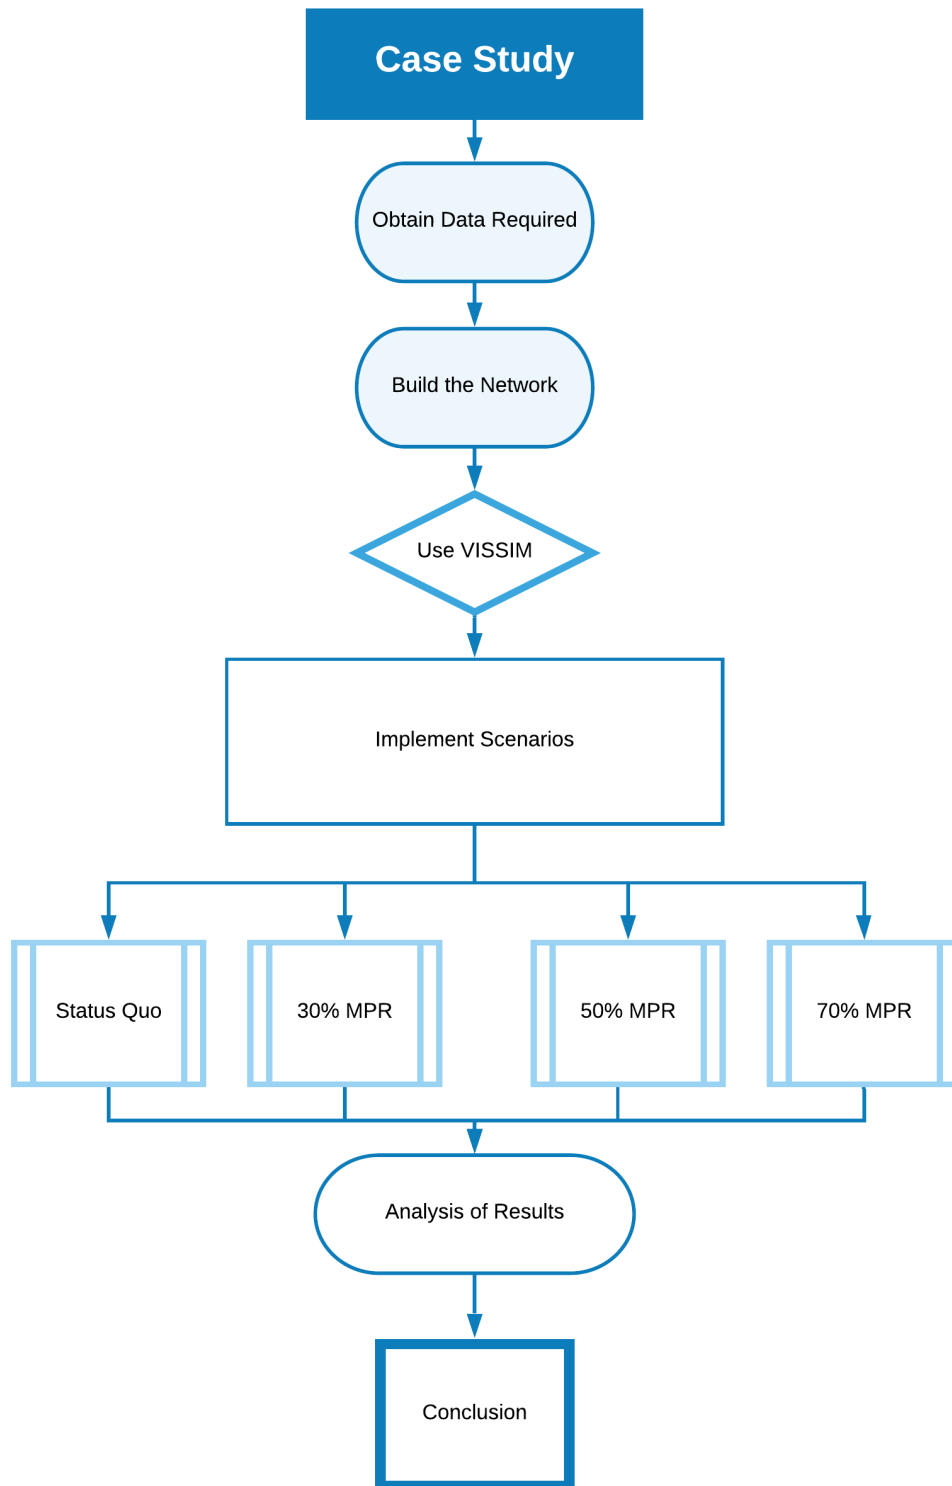 Case Study
Obtain Data Required
Build the Network
Use VISSIM
Implement Scenarios
Status Quo
30% MPR
50% MPR
70% MPR
Analysis of Results
Conclusion